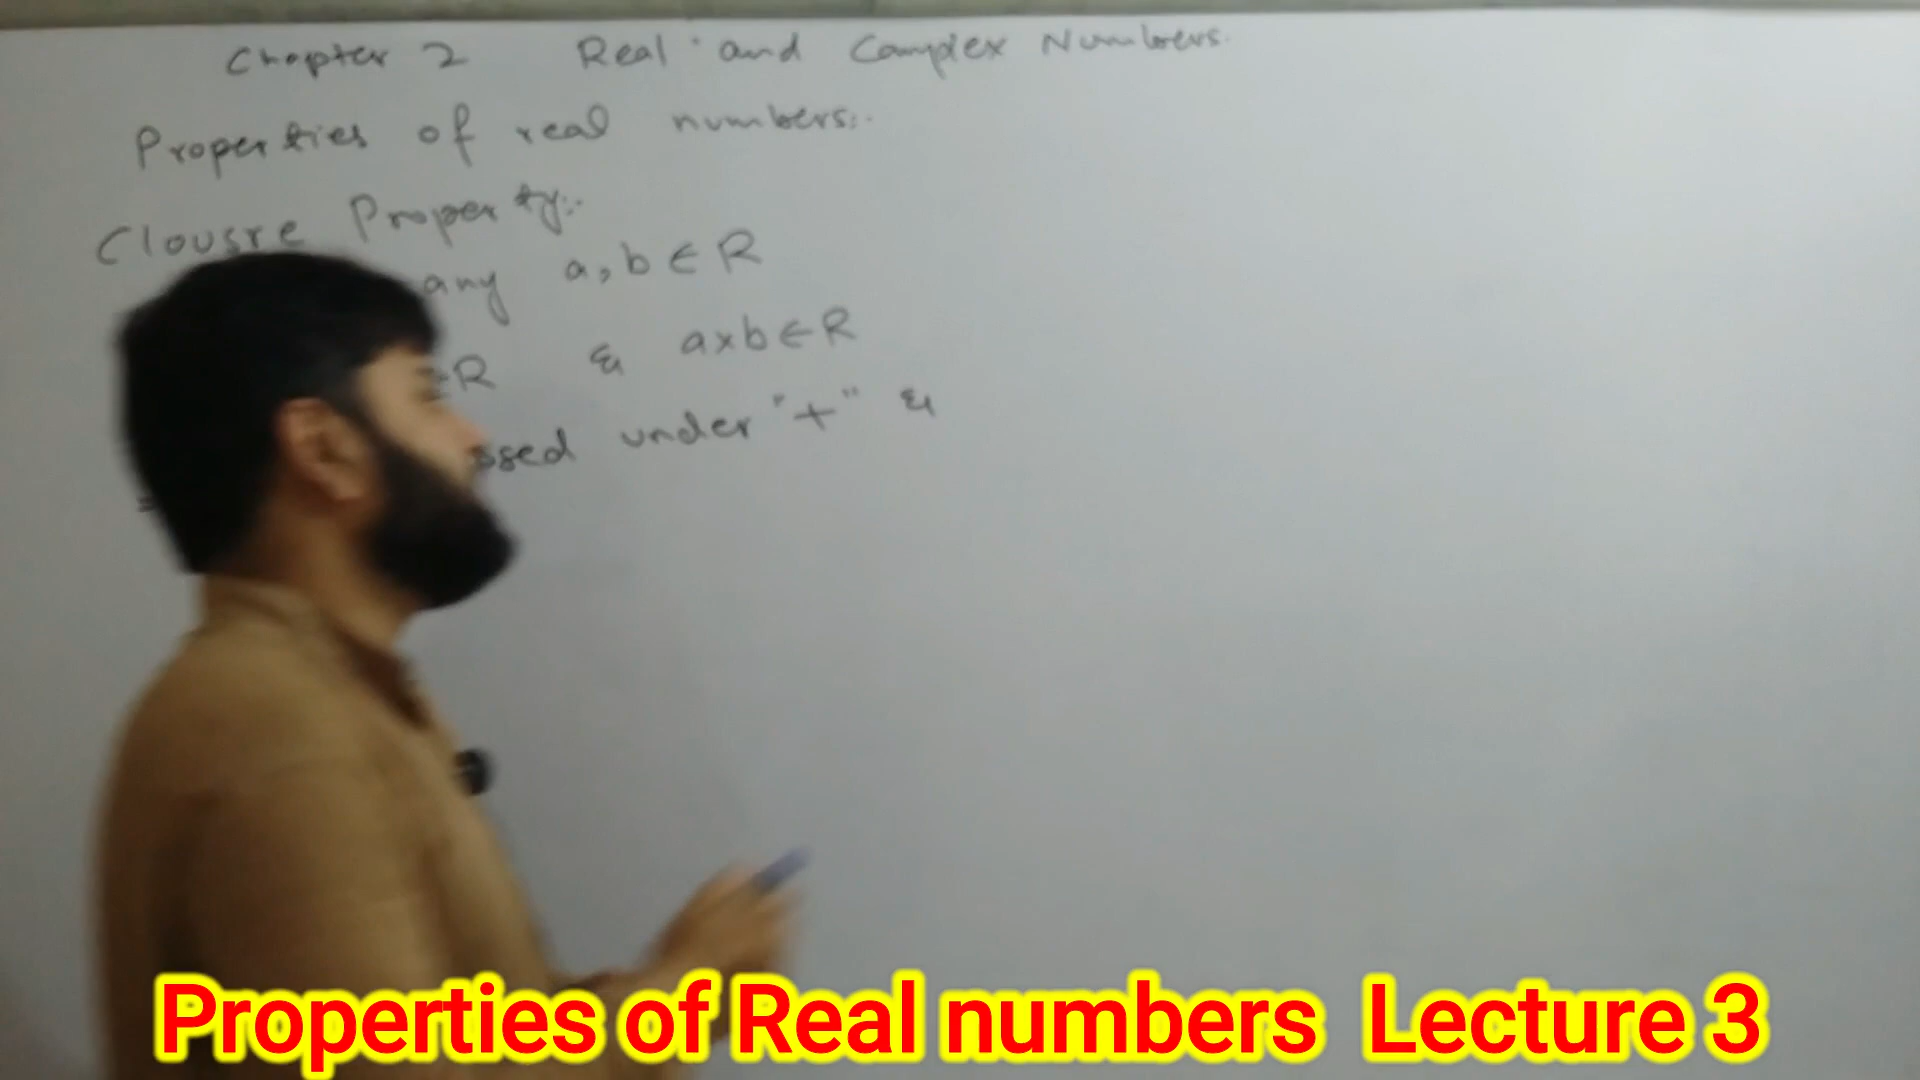 Chapter 2 Real and Complex Numbers.
Properties of real numbers:.
Clousre Property:.
any a, b ∈ R
∈R & a×b∈R
ssed under "+" &
Properties of Real numbers Lecture 3